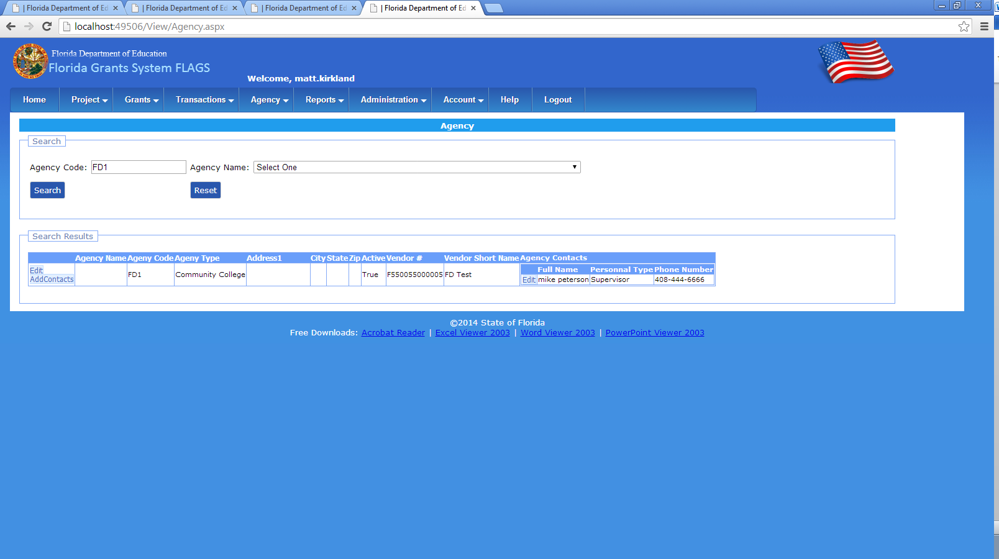 | Florida Department of Ed | Florida Department of Ed | Florida Department of Ed | Florida Department of Ed
localhost:49506/View/Agency.aspx
Florida Department of Education
Florida Grants System FLAGS
Welcome, matt.kirkland
Home Project Grants Transactions Agency Reports Administration Account Help Logout
Agency
Search
Agency Code: FD1 Agency Name: Select One
Search Reset
Search Results
Agency Name Ageny Code Ageny Type Address1 City State Zip Active Vendor # Vendor Short Name Agency Contacts
Full Name Personnal Type Phone Number
Edit AddContacts FD1 Community College True F550055000005 FD Test Edit mike peterson Supervisor 408-444-6666
©2014 State of Florida
Free Downloads: Acrobat Reader | Excel Viewer 2003 | Word Viewer 2003 | PowerPoint Viewer 2003